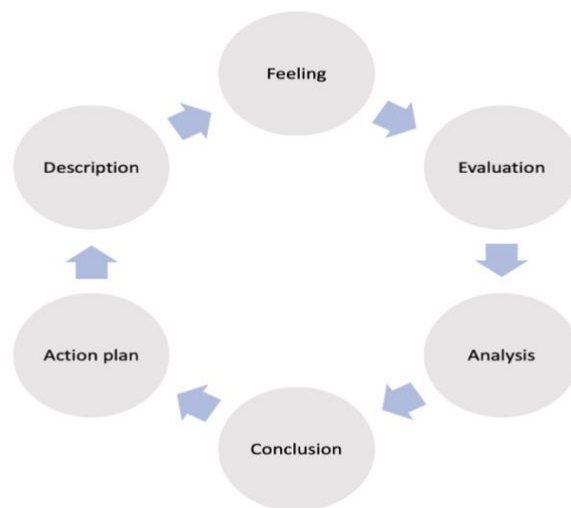 Feeling
Description
Evaluation
Action plan
Analysis
Conclusion